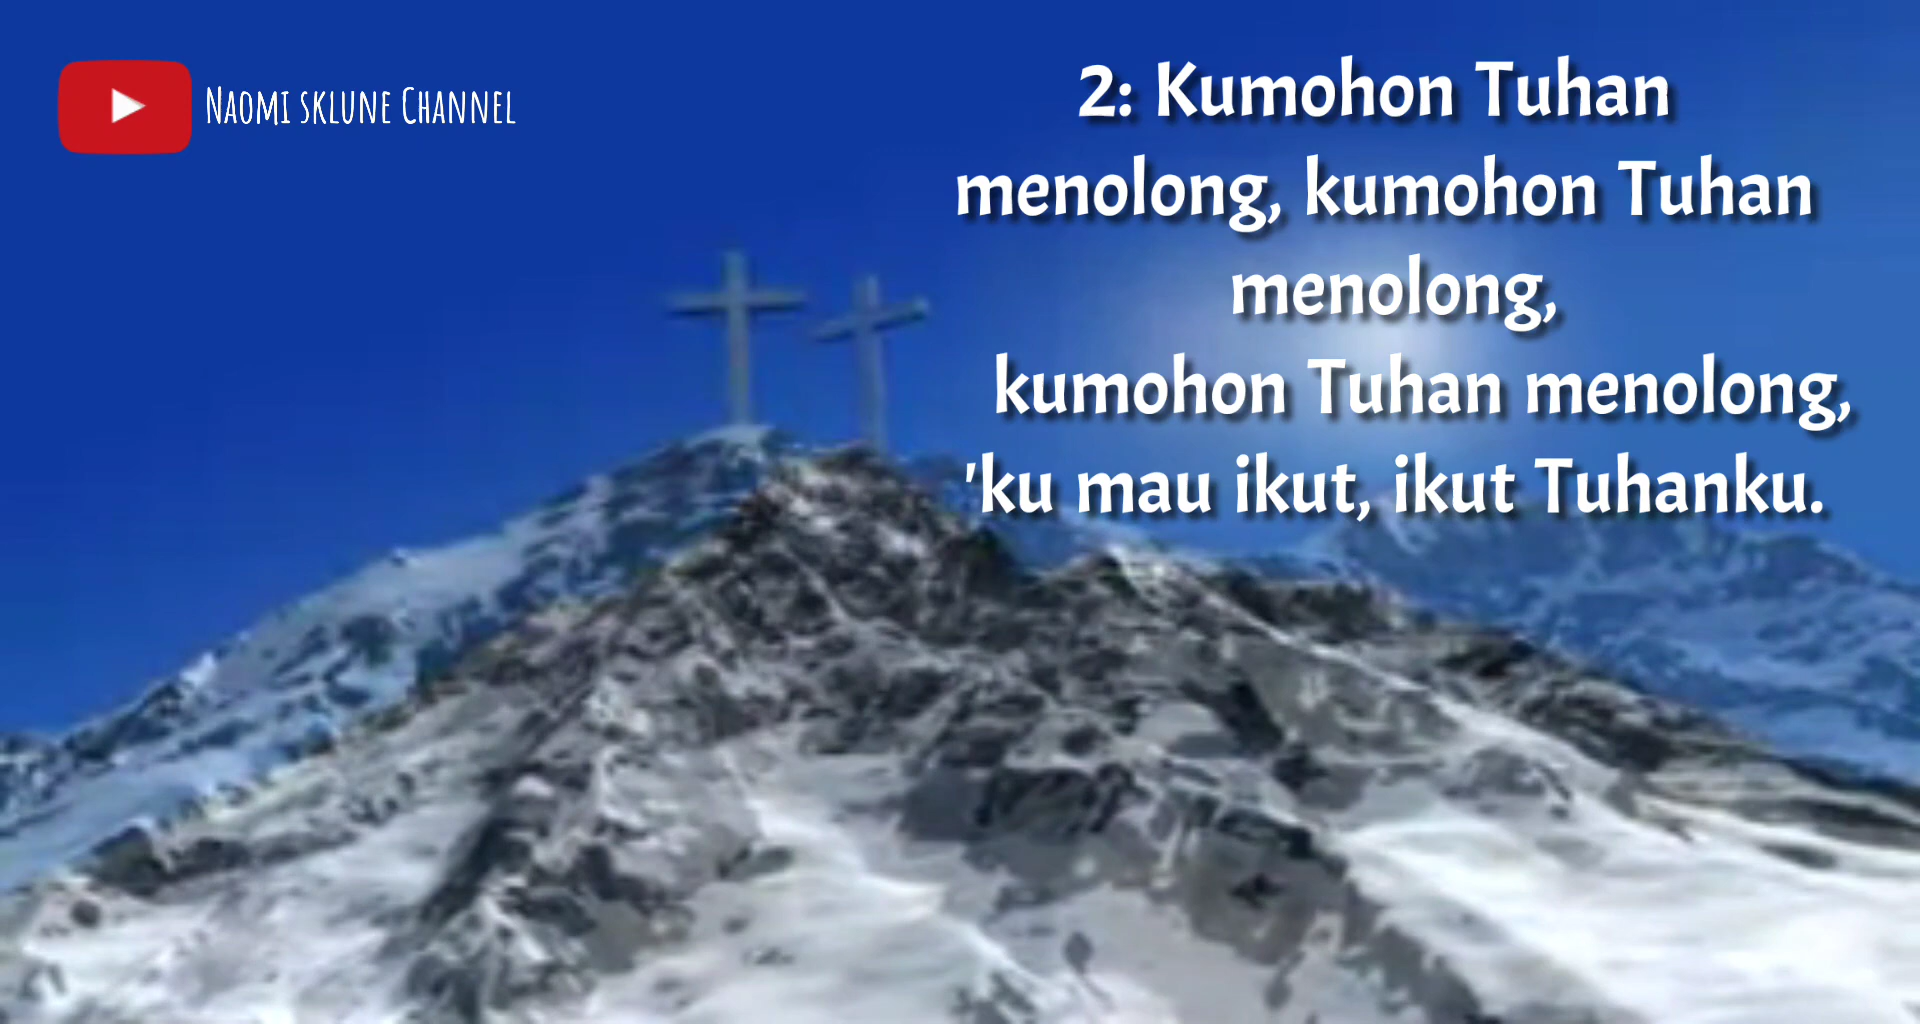 Naomi sklune Channel
2: Kumohon Tuhan
menolong, kumohon Tuhan
menolong,
kumohon Tuhan menolong,
'ku mau ikut, ikut Tuhanku.